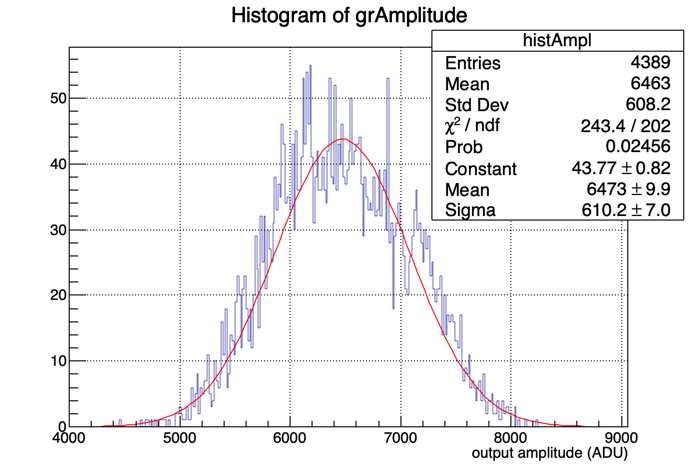 Histogram of grAmplitude
histAmpl
Entries 4389
Mean 6463
Std Dev 608.2
χ² / ndf 243.4 / 202
Prob 0.02456
Constant 43.77 ± 0.82
Mean 6473 ± 9.9
Sigma 610.2 ± 7.0
50
40
30
20
10
0
4000 5000 6000 7000 8000 9000
output amplitude (ADU)